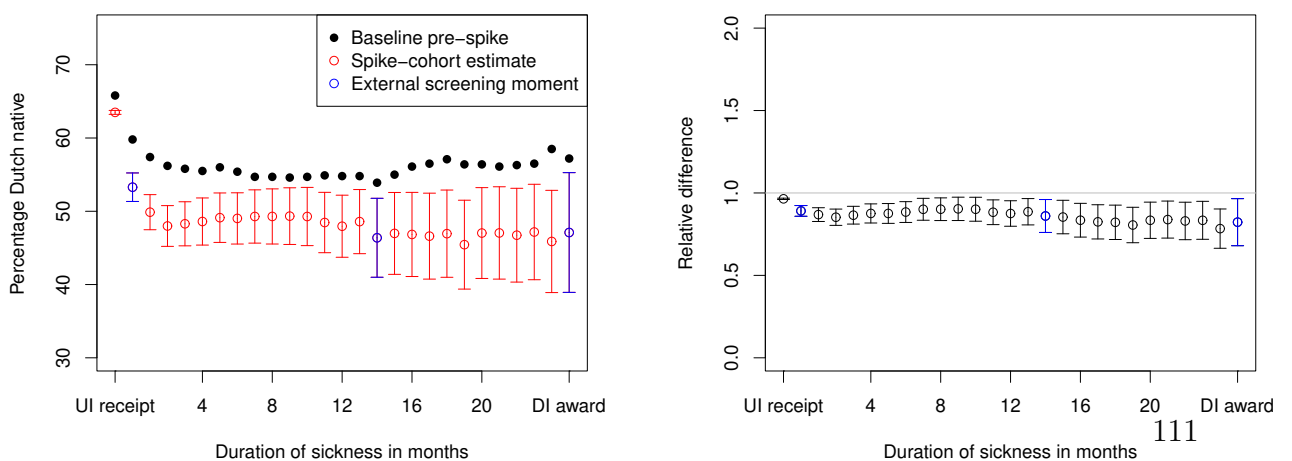 Percentage Dutch native
70
60
50
40
30
Baseline pre−spike
Spike−cohort estimate
External screening moment
UI receipt 4 8 12 16 20 DI award
Duration of sickness in months
Relative difference
2.0
1.5
1.0
0.5
0.0
UI receipt 4 8 12 16 20 DI award
Duration of sickness in months
111